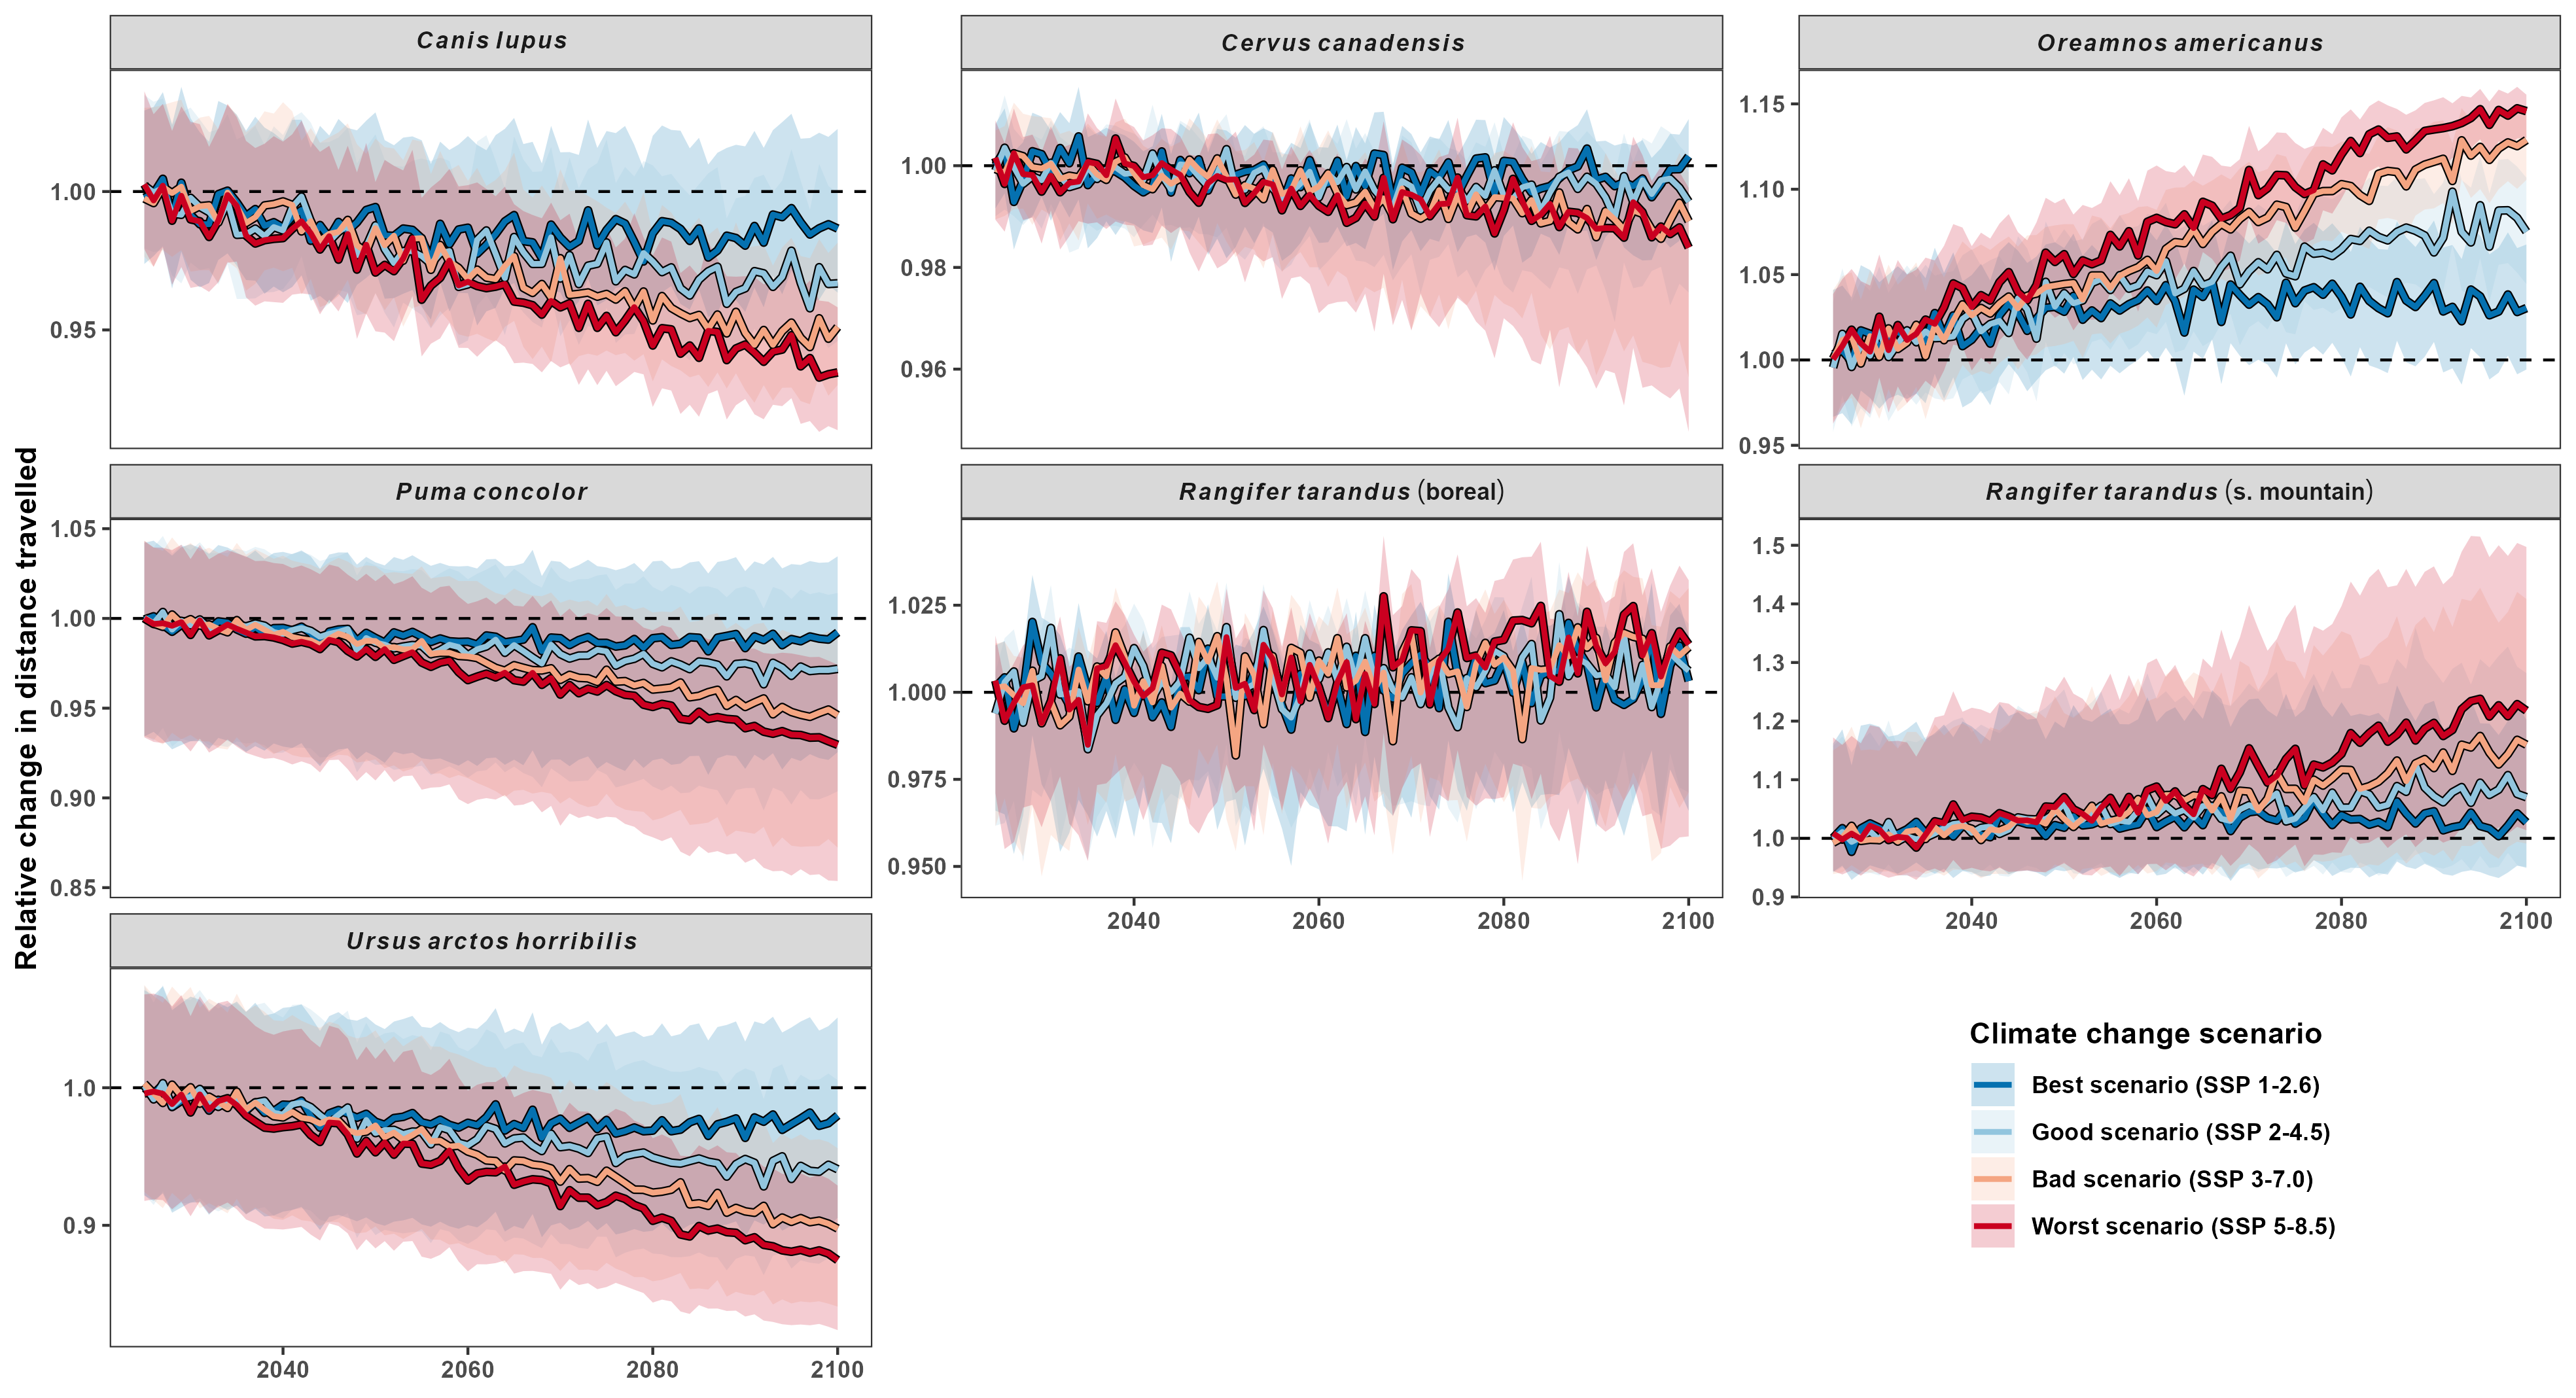 Canis lupus
Cervus canadensis
Oreamnos americanus
1.00
0.95
1.00
0.98
0.96
1.15
1.10
1.05
1.00
0.95
Relative change in distance travelled
Puma concolor
Rangifer tarandus (boreal)
Rangifer tarandus (s. mountain)
1.05
1.00
0.95
0.90
0.85
1.025
1.000
0.975
0.950
2040 2060 2080 2100
1.5
1.4
1.3
1.2
1.1
1.0
0.9
2040 2060 2080 2100
Ursus arctos horribilis
1.0
0.9
2040 2060 2080 2100
Climate change scenario
Best scenario (SSP 1-2.6)
Good scenario (SSP 2-4.5)
Bad scenario (SSP 3-7.0)
Worst scenario (SSP 5-8.5)